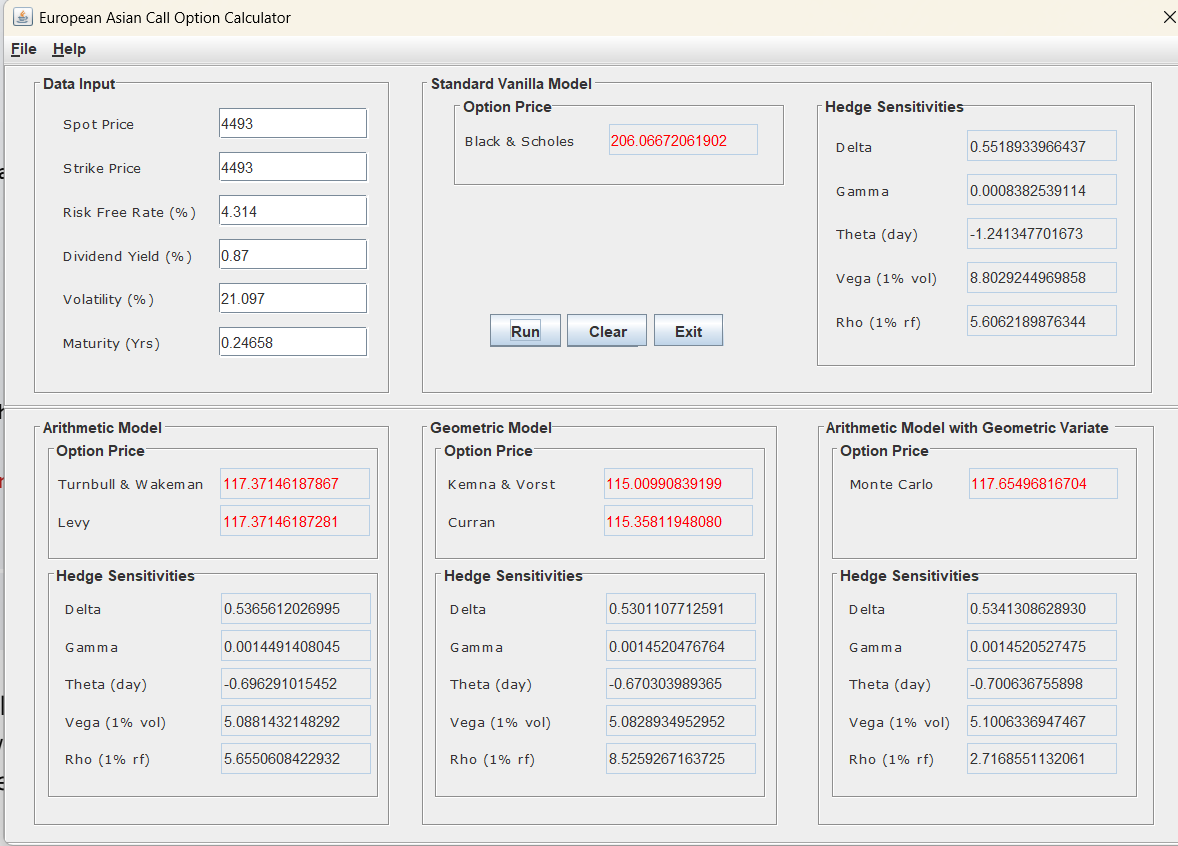 European Asian Call Option Calculator
File Help
Data Input
Spot Price 4493
Strike Price 4493
Risk Free Rate (%) 4.314
Dividend Yield (%) 0.87
Volatility (%) 21.097
Maturity (Yrs) 0.24658
Standard Vanilla Model
Option Price
Black & Scholes 206.06672061902
Run Clear Exit
Hedge Sensitivities
Delta 0.5518933966437
Gamma 0.0008382539114
Theta (day) -1.241347701673
Vega (1% vol) 8.8029244969858
Rho (1% rf) 5.6062189876344
Arithmetic Model
Option Price
Turnbull & Wakeman 117.37146187867
Levy 117.37146187281
Hedge Sensitivities
Delta 0.5365612026995
Gamma 0.0014491408045
Theta (day) -0.696291015452
Vega (1% vol) 5.0881432148292
Rho (1% rf) 5.6550608422932
Geometric Model
Option Price
Kemna & Vorst 115.00990839199
Curran 115.35811948080
Hedge Sensitivities
Delta 0.5301107712591
Gamma 0.0014520476764
Theta (day) -0.670303989365
Vega (1% vol) 5.0828934952952
Rho (1% rf) 8.5259267163725
Arithmetic Model with Geometric Variate
Option Price
Monte Carlo 117.65496816704
Hedge Sensitivities
Delta 0.5341308628930
Gamma 0.0014520527475
Theta (day) -0.700636755898
Vega (1% vol) 5.1006336947467
Rho (1% rf) 2.7168551132061